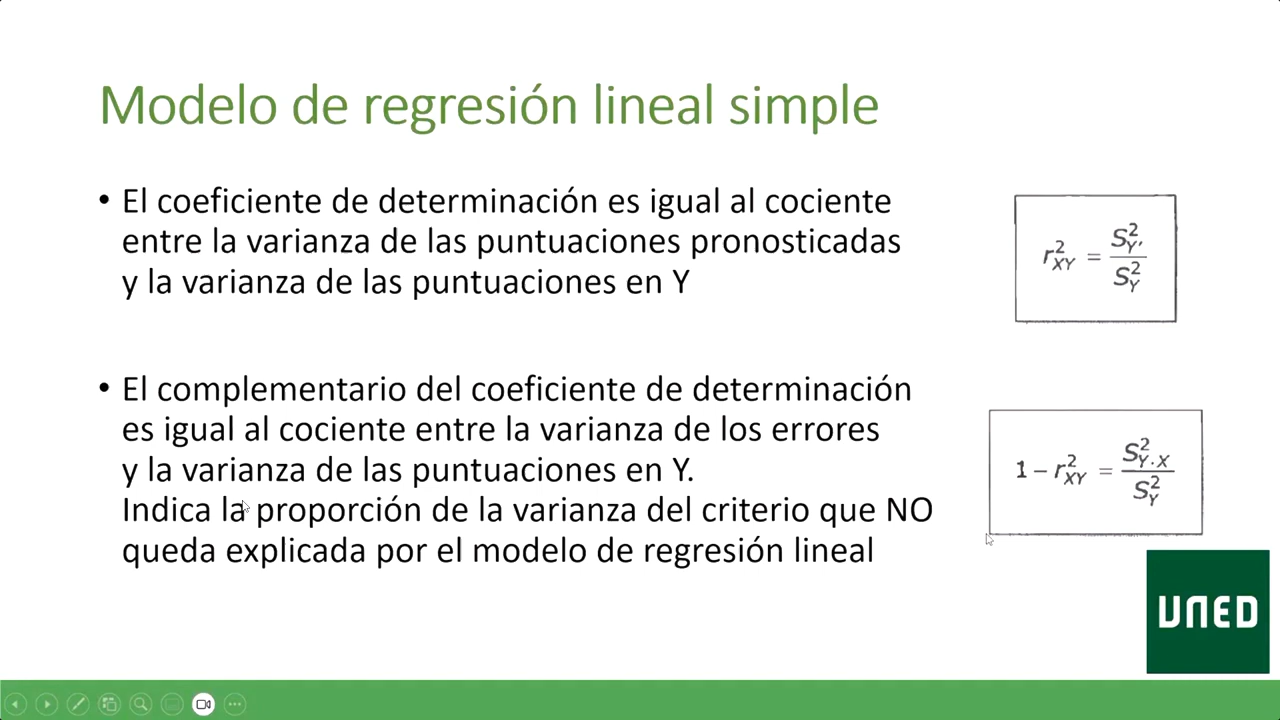 Modelo de regresión lineal simple
• El coeficiente de determinación es igual al cociente
entre la varianza de las puntuaciones pronosticadas
y la varianza de las puntuaciones en Y
r²XY = S²Y′ / S²Y
• El complementario del coeficiente de determinación
es igual al cociente entre la varianza de los errores
y la varianza de las puntuaciones en Y.
Indica la proporción de la varianza del criterio que NO
queda explicada por el modelo de regresión lineal
1 − r²XY = S²Y.X / S²Y
UNED